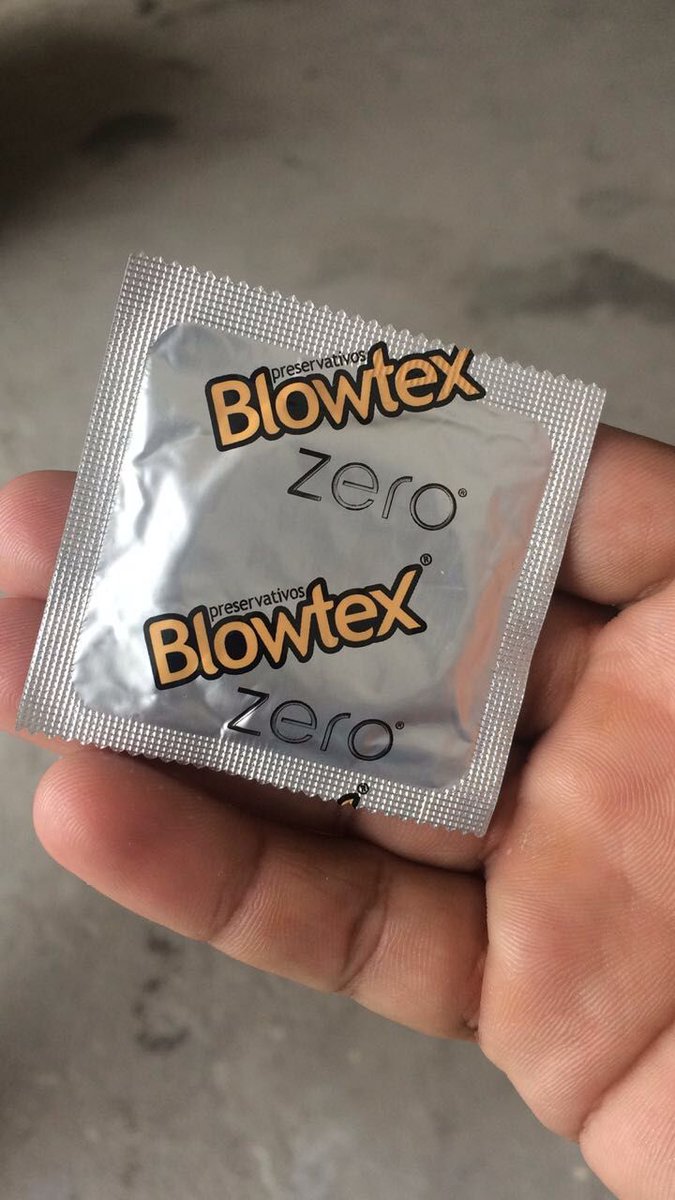 preservativos
Blowtex
zero®
preservativos
Blowtex®
zero®
®